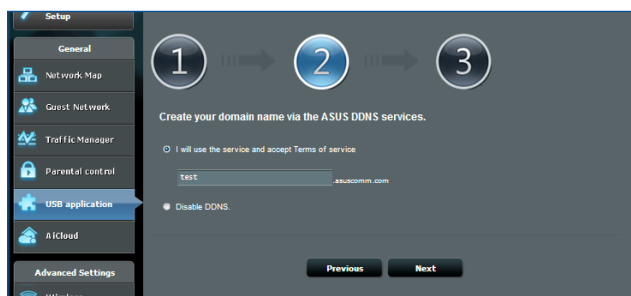 Setup
General
Network Map
Guest Network
Traffic Manager
Parental control
USB application
AiCloud
Advanced Settings
Wireless
1
2
3
Create your domain name via the ASUS DDNS services.
I will use the service and accept Terms of service
test .asuscomm.com
Disable DDNS.
Previous
Next